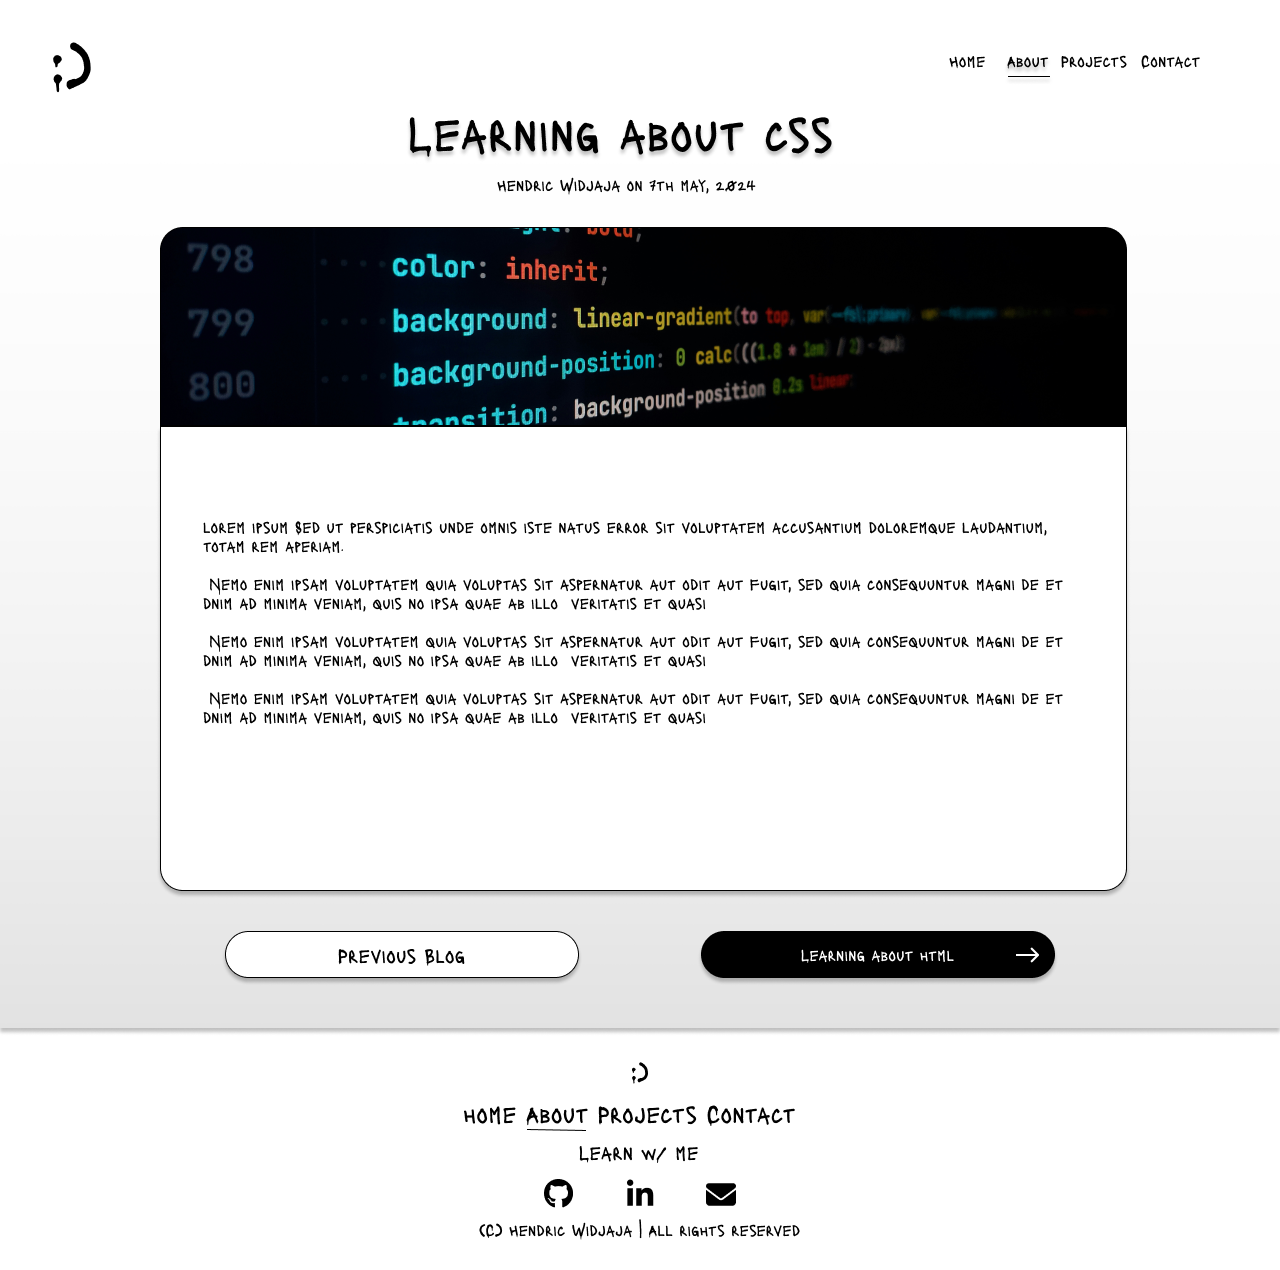 Home About Projects Contact
Learning about CSS
Hendric Widjaja on 7th May, 2024
bold;
798 color: inherit;
799 background: linear-gradient(to top, var(
800 background-position: 0 calc(((1.8 * 1em) / 2) - 2px)
transition: background-position 0.2s linear;
Lorem ipsum Sed ut perspiciatis unde omnis iste natus error sit voluptatem accusantium doloremque laudantium,
totam rem aperiam.
Nemo enim ipsam voluptatem quia voluptas sit aspernatur aut odit aut fugit, sed quia consequuntur magni de et
dnim ad minima veniam, quis no ipsa quae ab illo veritatis et quasi
Nemo enim ipsam voluptatem quia voluptas sit aspernatur aut odit aut fugit, sed quia consequuntur magni de et
dnim ad minima veniam, quis no ipsa quae ab illo veritatis et quasi
Nemo enim ipsam voluptatem quia voluptas sit aspernatur aut odit aut fugit, sed quia consequuntur magni de et
dnim ad minima veniam, quis no ipsa quae ab illo veritatis et quasi
Previous Blog
Learning about HTML
Home About Projects Contact
Learn w/ me
(C) Hendric Widjaja | All rights reserved